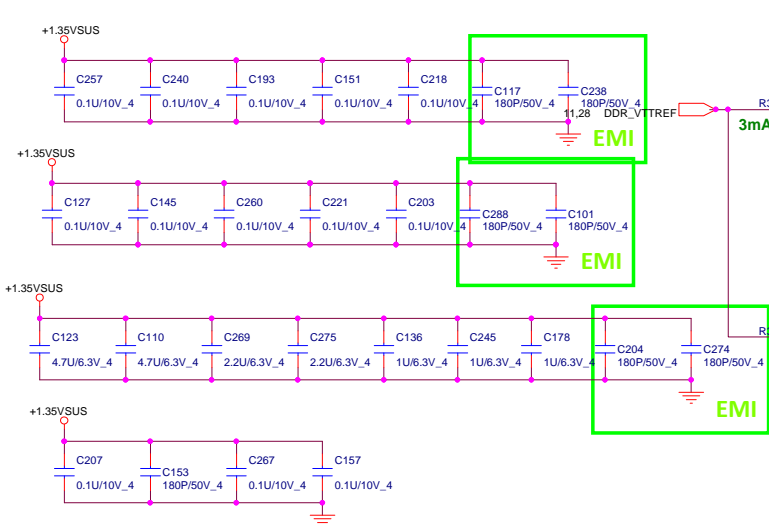 +1.35VSUS
C257
0.1U/10V_4
C240
0.1U/10V_4
C193
0.1U/10V_4
C151
0.1U/10V_4
C218
0.1U/10V_4
C117
180P/50V_4
C238
180P/50V_4
11,28 DDR_VTTREF
3mA
EMI
+1.35VSUS
C127
0.1U/10V_4
C145
0.1U/10V_4
C260
0.1U/10V_4
C221
0.1U/10V_4
C203
0.1U/10V_4
C288
180P/50V_4
C101
180P/50V_4
EMI
+1.35VSUS
C123
4.7U/6.3V_4
C110
4.7U/6.3V_4
C269
2.2U/6.3V_4
C275
2.2U/6.3V_4
C136
1U/6.3V_4
C245
1U/6.3V_4
C178
1U/6.3V_4
C204
180P/50V_4
C274
180P/50V_4
EMI
+1.35VSUS
C207
0.1U/10V_4
C153
180P/50V_4
C267
0.1U/10V_4
C157
0.1U/10V_4